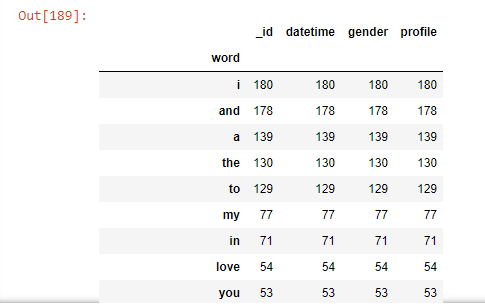 Out[189]:
_id datetime gender profile
word
i 180 180 180 180
and 178 178 178 178
a 139 139 139 139
the 130 130 130 130
to 129 129 129 129
my 77 77 77 77
in 71 71 71 71
love 54 54 54 54
you 53 53 53 53